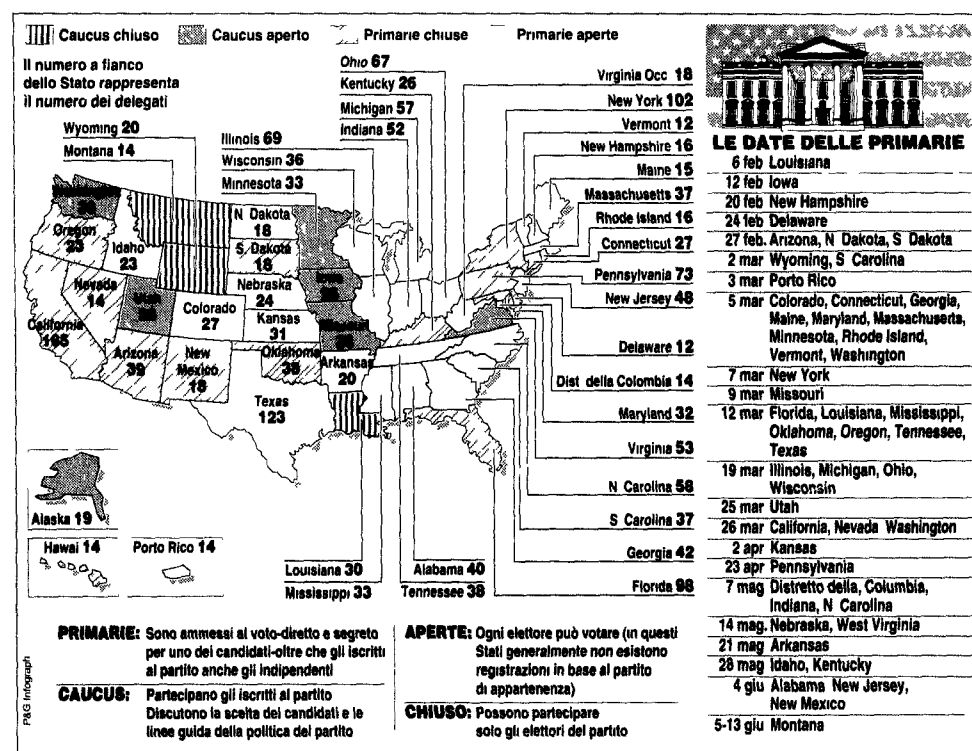 Caucus chiuso
Caucus aperto
Primarie chiuse
Primarie aperte
Il numero a fianco
dello Stato rappresenta
il numero dei delegati
Wyoming 20
Montana 14
Illinois 69
Wisconsin 36
Minnesota 33
Ohio 67
Kentucky 26
Michigan 57
Indiana 52
Virginia Occ 18
New York 102
Vermont 12
New Hampshire 16
Maine 15
Massachusetts 37
Rhode Island 16
Connecticut 27
Pennsylvania 73
New Jersey 48
Delaware 12
Dist della Colombia 14
Maryland 32
Virginia 53
N Carolina 58
S Carolina 37
Georgia 42
Florida 98
Oregon
23
Idaho
23
Nevada
14
California
Utah
Arizona
39
New
Mexico
18
Colorado
27
N Dakota
18
S. Dakota
18
Nebraska
24
Kansas
31
Oklahoma
38
Texas
123
Iowa
Missouri
Arkansas
20
Alaska 19
Hawai 14
Porto Rico 14
Louisiana 30
Mississippi 33
Alabama 40
Tennessee 38
LE DATE DELLE PRIMARIE
6 feb Louisiana
12 feb Iowa
20 feb New Hampshire
24 feb Delaware
27 feb. Arizona, N Dakota, S Dakota
2 mar Wyoming, S Carolina
3 mar Porto Rico
5 mar Colorado, Connecticut, Georgia,
Maine, Maryland, Massachuserts,
Minnesota, Rhode Island,
Vermont, Washington
7 mar New York
9 mar Missouri
12 mar Florida, Louisiana, Mississippi,
Oklahoma, Oregon, Tennessee,
Texas
19 mar Illinois, Michigan, Ohio,
Wisconsin
25 mar Utah
26 mar California, Nevada Washington
2 apr Kansas
23 apr Pennsylvania
7 mag Distretto della, Columbia,
Indiana, N Carolina
14 mag. Nebraska, West Virginia
21 mag Arkansas
28 mag Idaho, Kentucky
4 giu Alabama New Jersey,
New Mexico
5-13 giu Montana
PRIMARIE: Sono ammessi al voto-diretto e segreto
per uno dei candidati-oltre che gli iscritti
al partito anche gli indipendenti
CAUCUS: Partecipano gli iscritti al partito
Discutono la scelta dei candidati e le
linee guida della politica del partito
APERTE: Ogni elettore può votare (in questi
Stati generalmente non esistono
registrazioni in base al partito
di appartenenza)
CHIUSO: Possono partecipare
solo gli elettori del partito
P&G Infograph